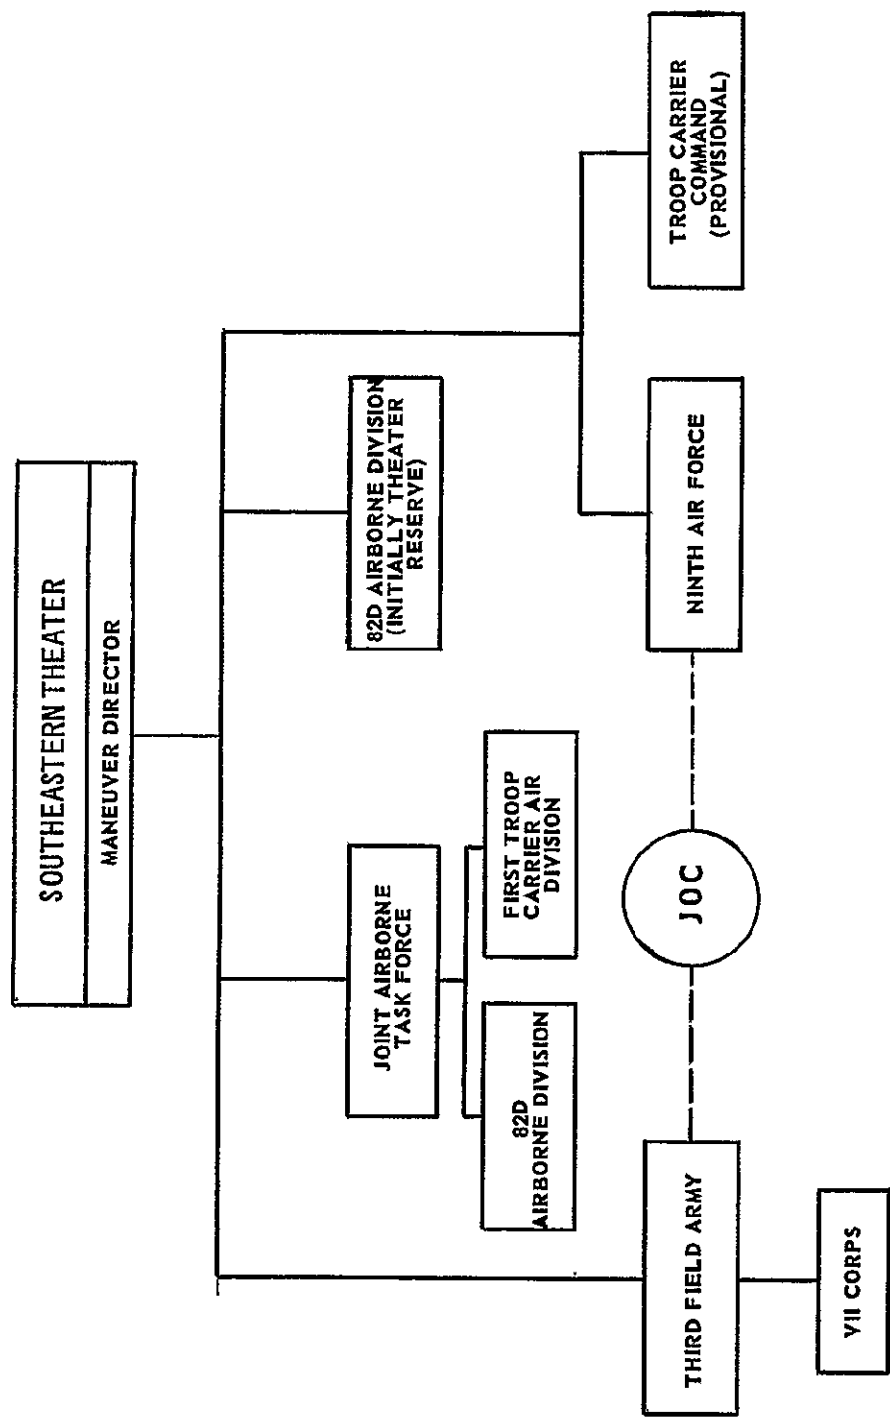 SOUTHEASTERN THEATER
MANEUVER DIRECTOR
JOINT AIRBORNE
TASK FORCE
82D AIRBORNE DIVISION
(INITIALLY THEATER
RESERVE)
82D
AIRBORNE DIVISION
FIRST TROOP
CARRIER AIR
DIVISION
THIRD FIELD ARMY
JOC
NINTH AIR FORCE
TROOP CARRIER
COMMAND
(PROVISIONAL)
VII CORPS